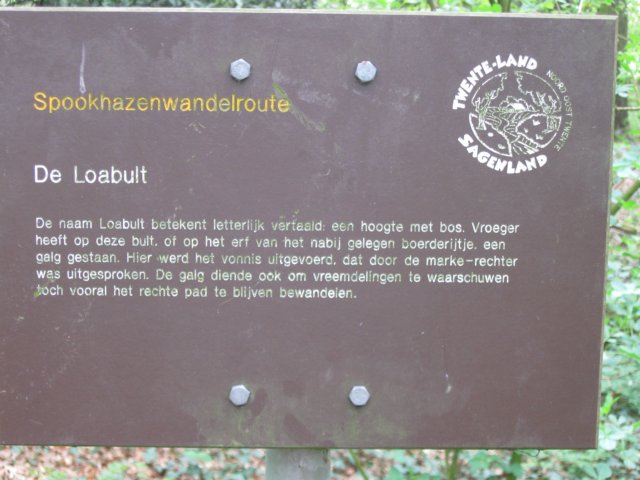 Spookhazenwandelroute
TWENTE-LAND
NOORD OOST TWENTE
SAGENLAND
De Loabult
De naam Loabult betekent letterlijk vertaald: een hoogte met bos. Vroeger
heeft op deze bult, of op het erf van het nabij gelegen boerderijtje, een
galg gestaan. Hier werd het vonnis uitgevoerd, dat door de marke-rechter
was uitgesproken. De galg diende ook om vreemdelingen te waarschuwen
toch vooral het rechte pad te blijven bewandelen.